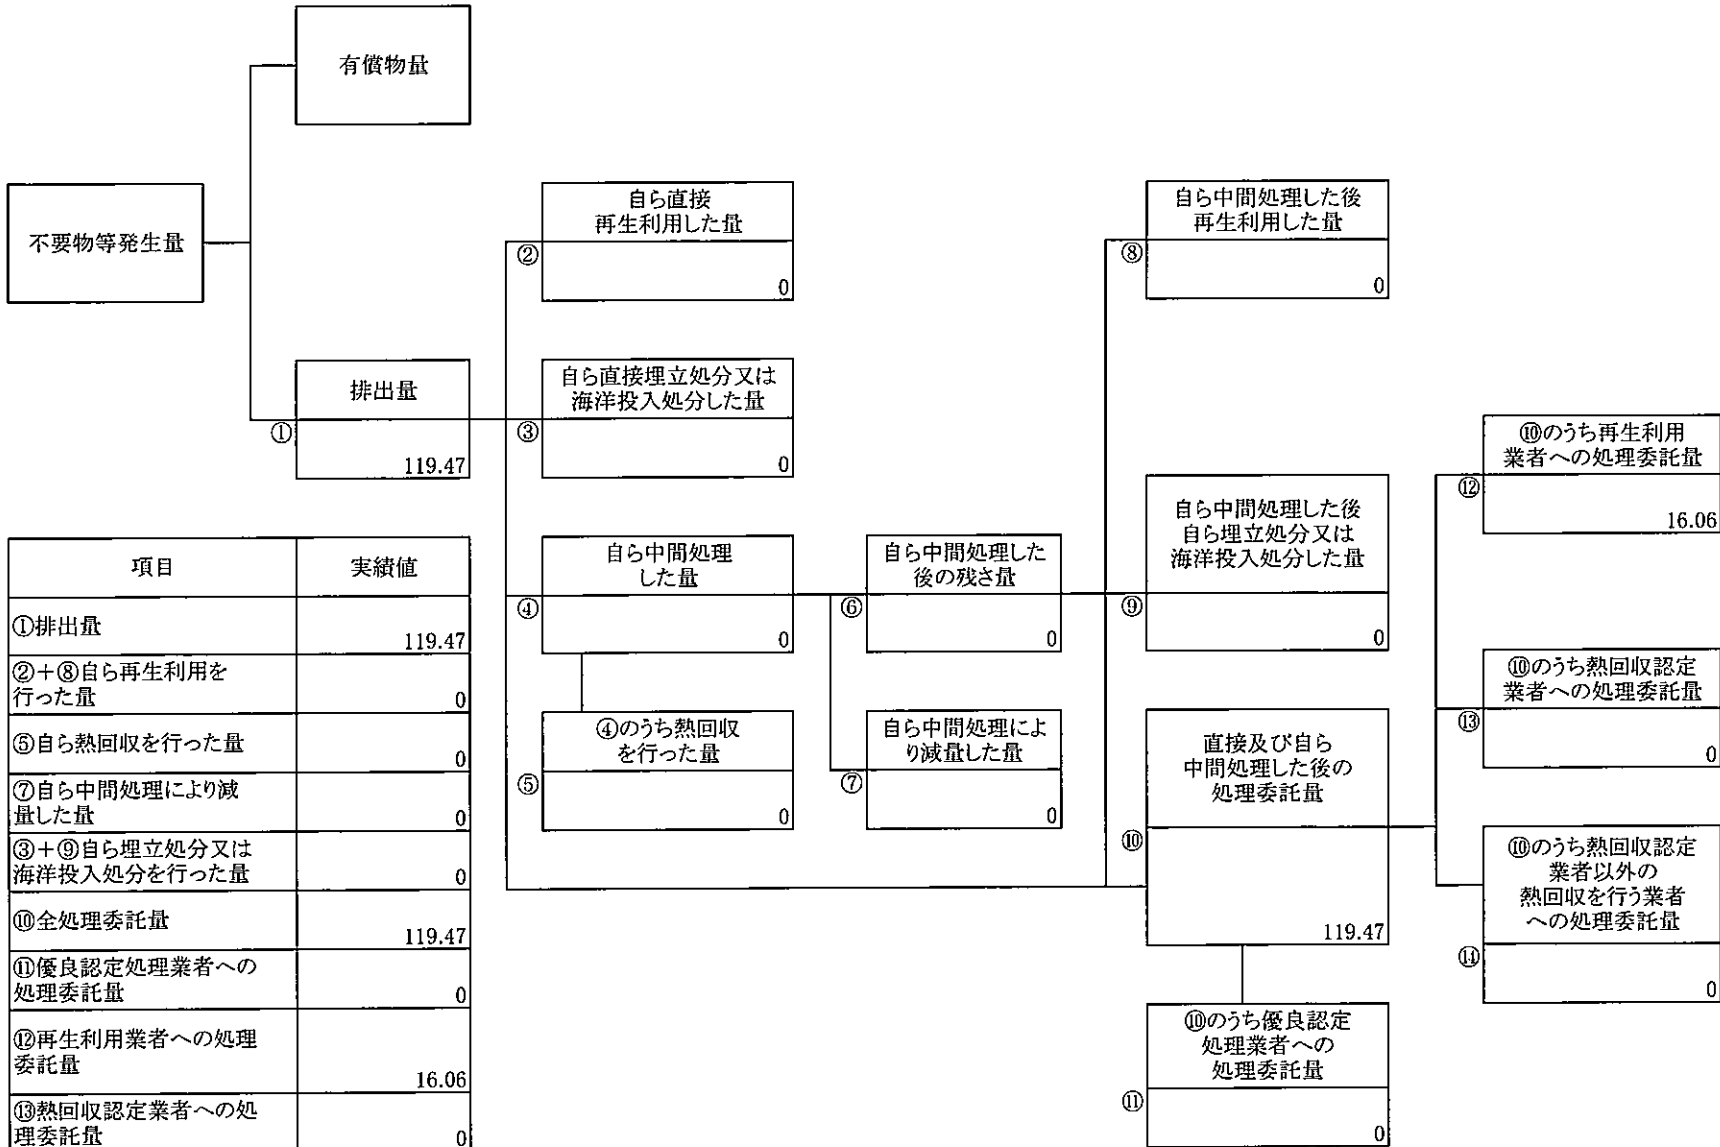 有償物量
不要物等発生量
排出量
①
119.47
自ら直接
再生利用した量
②
0
自ら直接埋立処分又は
海洋投入処分した量
③
0
自ら中間処理
した量
④
0
④のうち熱回収
を行った量
⑤
0
自ら中間処理した
後の残さ量
⑥
0
自ら中間処理によ
り減量した量
⑦
0
自ら中間処理した後
再生利用した量
⑧
0
自ら中間処理した後
自ら埋立処分又は
海洋投入処分した量
⑨
0
直接及び自ら
中間処理した後の
処理委託量
⑩
119.47
⑩のうち優良認定
処理業者への
処理委託量
⑪
0
⑩のうち再生利用
業者への処理委託量
⑫
16.06
⑩のうち熱回収認定
業者への処理委託量
⑬
0
⑩のうち熱回収認定
業者以外の
熱回収を行う業者
への処理委託量
⑭
0
項目 実績値
①排出量 119.47
②+⑧自ら再生利用を
行った量 0
⑤自ら熱回収を行った量 0
⑦自ら中間処理により減
量した量 0
③+⑨自ら埋立処分又は
海洋投入処分を行った量 0
⑩全処理委託量 119.47
⑪優良認定処理業者への
処理委託量 0
⑫再生利用業者への処理
委託量 16.06
⑬熱回収認定業者への処
理委託量 0